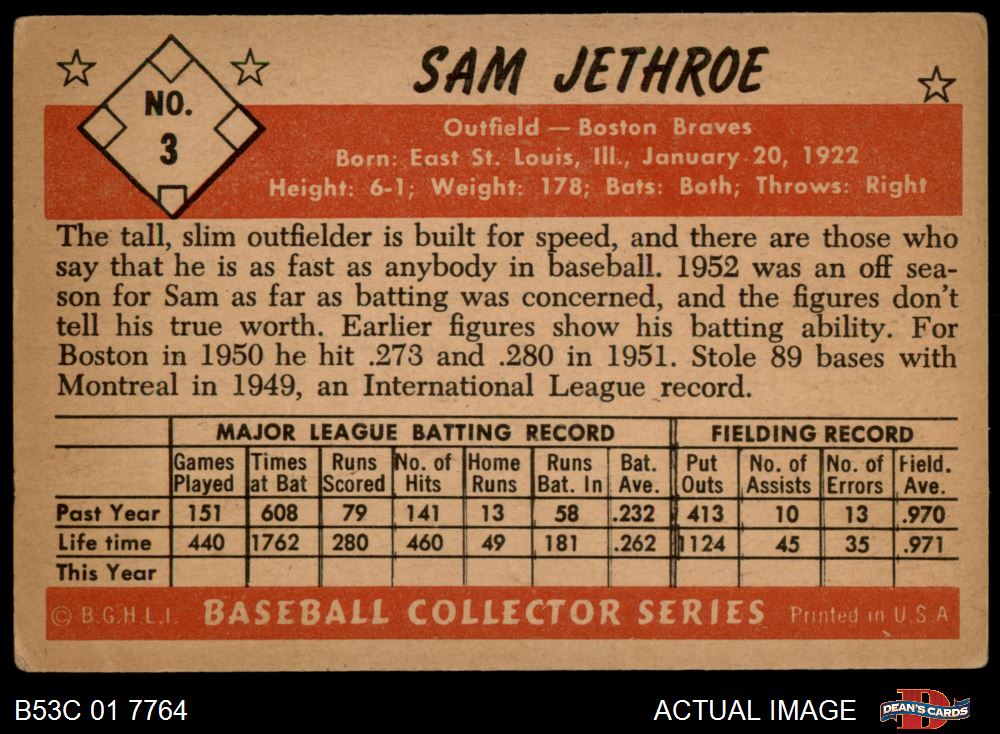 SAM JETHROE
NO.
3
Outfield — Boston Braves
Born: East St. Louis, Ill., January 20, 1922
Height: 6-1; Weight: 178; Bats: Both; Throws: Right
The tall, slim outfielder is built for speed, and there are those who
say that he is as fast as anybody in baseball. 1952 was an off sea-
son for Sam as far as batting was concerned, and the figures don't
tell his true worth. Earlier figures show his batting ability. For
Boston in 1950 he hit .273 and .280 in 1951. Stole 89 bases with
Montreal in 1949, an International League record.
MAJOR LEAGUE BATTING RECORD FIELDING RECORD
Games Times Runs No. of Home Runs Bat. Put No. of No. of Field.
Played at Bat Scored Hits Runs Bat. In Ave. Outs Assists Errors Ave.
Past Year 151 608 79 141 13 58 .232 413 10 13 .970
Life time 440 1762 280 460 49 181 .262 1124 45 35 .971
This Year
© B.G.H.L.I. BASEBALL COLLECTOR SERIES Printed in U.S.A
B53C 01 7764 ACTUAL IMAGE D DEAN'S CARDS